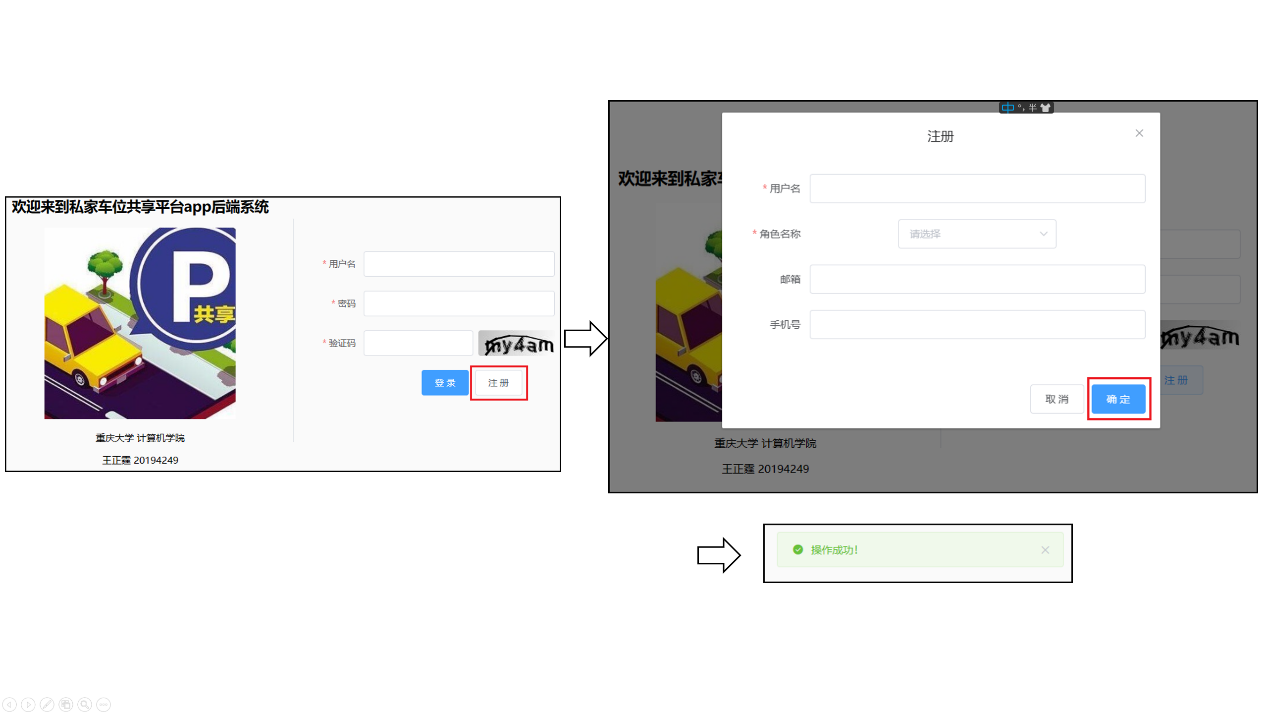 欢迎来到私家车位共享平台app后端系统
P
共享
* 用户名
* 密码
* 验证码
my4am
登 录
注 册
重庆大学 计算机学院
王正霆 20194249
中 °, 半
欢迎来到私家车
注册
* 用户名
* 角色名称
请选择
邮箱
手机号
my4am
注 册
取 消
确 定
重庆大学 计算机学院
王正霆 20194249
操作成功!